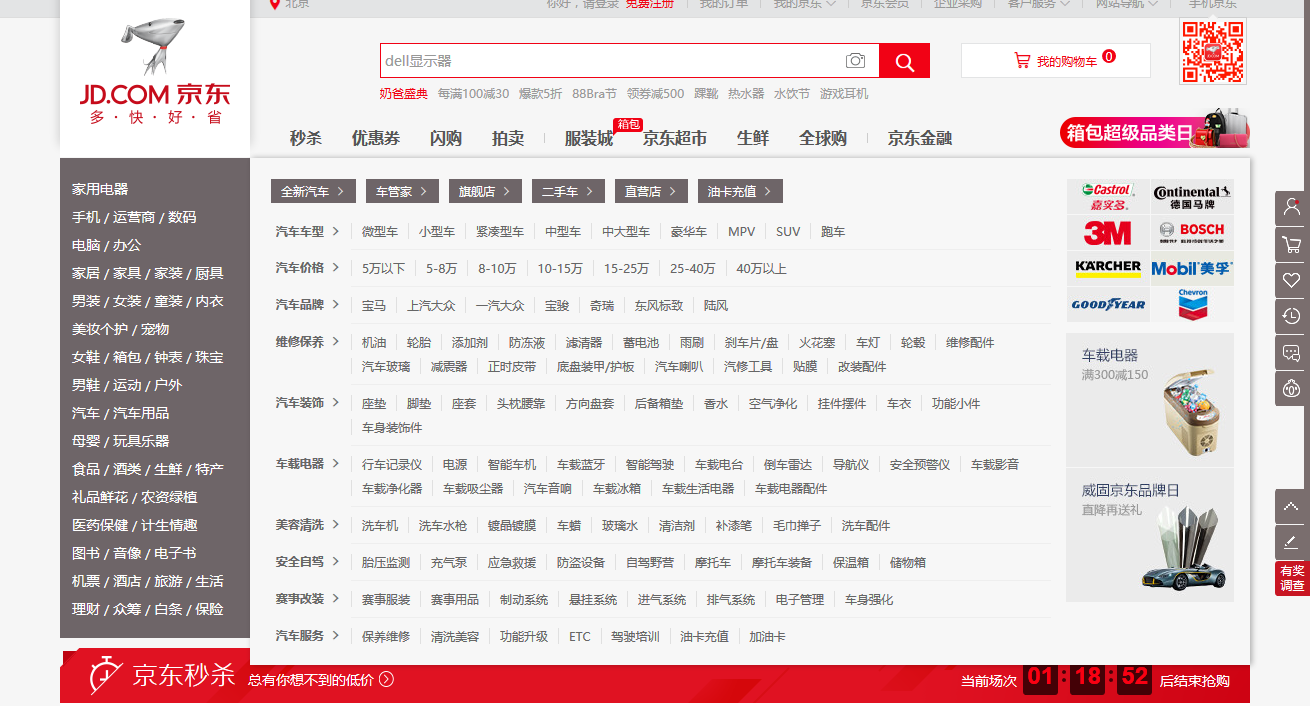 北京
你好，请登录 免费注册 我的订单 我的京东 京东会员 企业采购 客户服务 网站导航 手机京东
JD.COM 京东
多·快·好·省
dell显示器
我的购物车 0
奶爸盛典 每满100减30 爆款5折 88Bra节 领券减500 踝靴 热水器 水饮节 游戏耳机
箱包
秒杀 优惠券 闪购 拍卖 服装城 京东超市 生鲜 全球购 京东金融
箱包超级品类日
家用电器
手机 / 运营商 / 数码
电脑 / 办公
家居 / 家具 / 家装 / 厨具
男装 / 女装 / 童装 / 内衣
美妆个护 / 宠物
女鞋 / 箱包 / 钟表 / 珠宝
男鞋 / 运动 / 户外
汽车 / 汽车用品
母婴 / 玩具乐器
食品 / 酒类 / 生鲜 / 特产
礼品鲜花 / 农资绿植
医药保健 / 计生情趣
图书 / 音像 / 电子书
机票 / 酒店 / 旅游 / 生活
理财 / 众筹 / 白条 / 保险
全新汽车 车管家 旗舰店 二手车 直营店 油卡充值
汽车车型 微型车 小型车 紧凑型车 中型车 中大型车 豪华车 MPV SUV 跑车
汽车价格 5万以下 5-8万 8-10万 10-15万 15-25万 25-40万 40万以上
汽车品牌 宝马 上汽大众 一汽大众 宝骏 奇瑞 东风标致 陆风
维修保养 机油 轮胎 添加剂 防冻液 滤清器 蓄电池 雨刷 刹车片/盘 火花塞 车灯 轮毂 维修配件
汽车玻璃 减震器 正时皮带 底盘装甲/护板 汽车喇叭 汽修工具 贴膜 改装配件
汽车装饰 座垫 脚垫 座套 头枕腰靠 方向盘套 后备箱垫 香水 空气净化 挂件摆件 车衣 功能小件
车身装饰件
车载电器 行车记录仪 电源 智能车机 车载蓝牙 智能驾驶 车载电台 倒车雷达 导航仪 安全预警仪 车载影音
车载净化器 车载吸尘器 汽车音响 车载冰箱 车载生活电器 车载电器配件
美容清洗 洗车机 洗车水枪 镀晶镀膜 车蜡 玻璃水 清洁剂 补漆笔 毛巾掸子 洗车配件
安全自驾 胎压监测 充气泵 应急救援 防盗设备 自驾野营 摩托车 摩托车装备 保温箱 储物箱
赛事改装 赛事服装 赛事用品 制动系统 悬挂系统 进气系统 排气系统 电子管理 车身强化
汽车服务 保养维修 清洗美容 功能升级 ETC 驾驶培训 油卡充值 加油卡
Castrol 嘉实多
Continental 德国马牌
3M
BOSCH
KÄRCHER
Mobil 美孚
GOODYEAR
Chevron
车载电器
满300减150
威固京东品牌日
直降再送礼
有奖
调查
京东秒杀 总有你想不到的低价 当前场次 01 : 18 : 52 后结束抢购